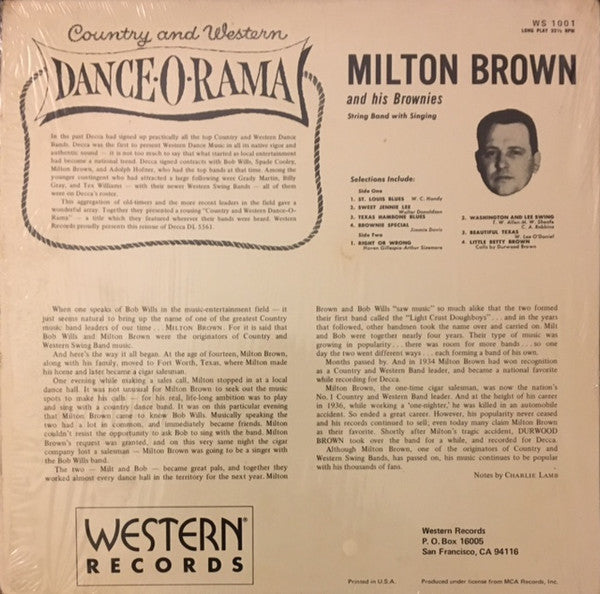 Country and Western
DANCE-O-RAMA
In the past Decca had signed up practically all the top Country and Western Dance
Bands. Decca was the first to present Western Dance Music in all its native rigor and
authentic sound — it is not too much to say that what started as local entertainment
had become a national trend. Decca signed contracts with Bob Wills, Spade Cooley,
Milton Brown, and Adolph Hofner, who had the top bands at that time. Among the
younger contingent who had attracted a huge following were Grady Martin, Billy
Gray, and Tex Williams — with their newer Western Swing Bands — all of them
were on Decca's roster.
This aggregation of old-timers and the more recent leaders in the field gave a
wonderful array. Together they presented a rousing "Country and Western Dance-O-
Rama" — a title which they featured wherever their bands were heard. Western
Records proudly presents this reissue of Decca DL 5563.
WS 1001
LONG PLAY 33⅓ RPM
MILTON BROWN
and his Brownies
String Band with Singing
Selections Include:
Side One
1. ST. LOUIS BLUES W. C. Handy
2. SWEET JENNIE LEE
Walter Donaldson
3. TEXAS HAMBONE BLUES
4. BROWNIE SPECIAL
Jimmie Davis
Side Two
1. RIGHT OR WRONG
Haven Gillespie-Arthur Sizemore
2. WASHINGTON AND LEE SWING
T. W. Allen-M. W. Sheafe
C. A. Robbins
3. BEAUTIFUL TEXAS
W. Lee O'Daniel
4. LITTLE BETTY BROWN
Calls by Durwood Brown
When one speaks of Bob Wills in the music-entertainment field — it
just seems natural to bring up the name of one of the greatest Country
music band leaders of our time . . MILTON BROWN. For it is said that
Bob Wills and Milton Brown were the originators of Country and
Western Swing Band music.
And here's the way it all began. At the age of fourteen, Milton Brown,
along with his family, moved to Fort Worth, Texas, where Milton made
his home and later became a cigar salesman.
One evening while making a sales call, Milton stopped in at a local
dance hall. It was not unusual for Milton to seek out the music
spots to make his calls — for his real, life-long ambition was to play
and sing with a country dance band. It was on this particular evening
that Milton Brown came to know Bob Wills. Musically speaking the
two had a lot in common, and immediately became friends. Milton
couldn't resist the opportunity to ask Bob to sing with the band. Milton
Brown's request was granted, and on this very same night the cigar
company lost a salesman — Milton Brown was going to be a singer with
the Bob Wills band.
The two — Milt and Bob — became great pals, and together they
worked almost every dance hall in the territory for the next year. Milton
Brown and Bob Wills "saw music" so much alike that the two formed
their first band called the "Light Crust Doughboys" . . . and in the years
that followed, other bandmen took the name over and carried on. Milt
and Bob were together nearly four years. Their type of music was
growing in popularity . . . there was room for more bands . . . so one
day the two went different ways . . . each forming a band of his own.
Months passed by. And in 1934 Milton Brown had won recognition
as a Country and Western Band leader, and became a national favorite
while recording for Decca.
Milton Brown, the one-time cigar salesman, was now the nation's
No. 1 Country and Western Band leader. And at the height of his career
in 1936, while working a 'one-nighter,' he was killed in an automobile
accident. So ended a great career. However, his popularity never ceased
and his records continued to sell; even today many claim Milton Brown
as their favorite. Shortly after Milton's tragic accident, DURWOOD
BROWN took over the band for a while, and recorded for Decca.
Although Milton Brown, one of the originators of Country and
Western Swing Bands, has passed on, his music continues to be popular
with his thousands of fans.
Notes by CHARLIE LAMB
WESTERN®
RECORDS
Western Records
P. O. Box 16005
San Francisco, CA 94116
Printed in U.S.A.
Produced under license from MCA Records, Inc.